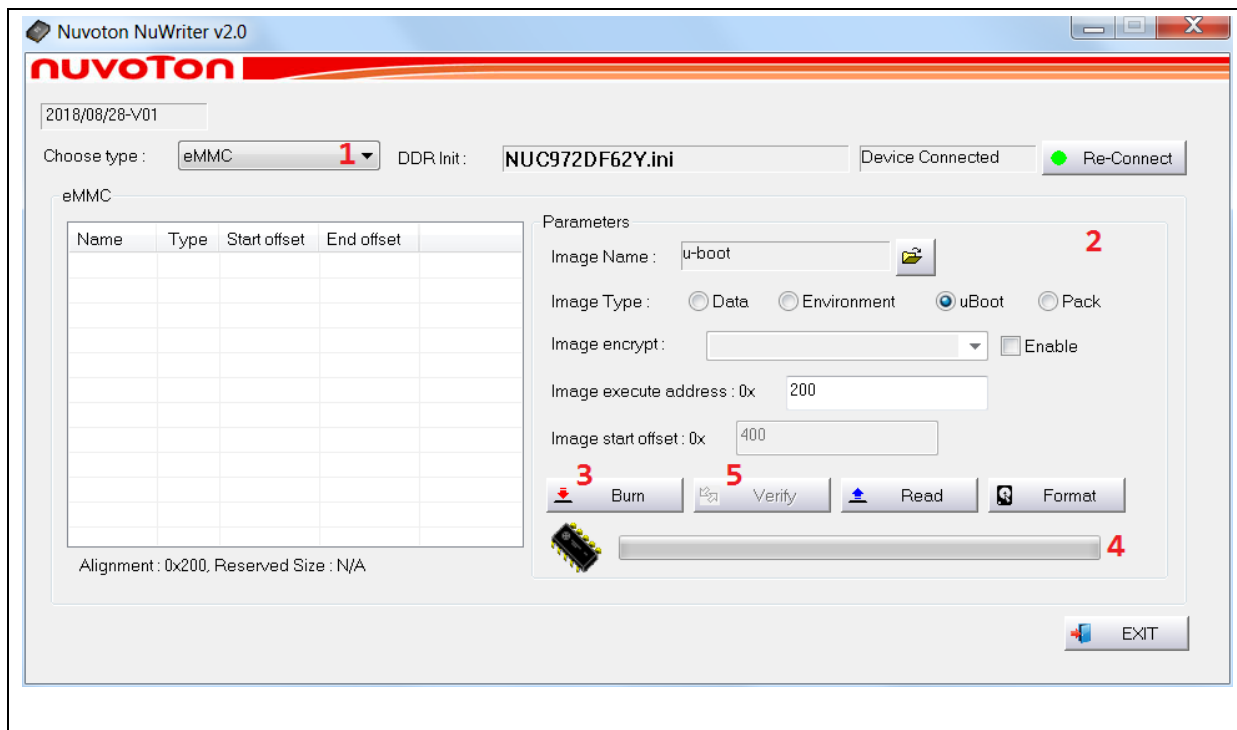 Nuvoton NuWriter v2.0
nuvoTon
2018/08/28-V01
Choose type : eMMC 1 DDR Init : NUC972DF62Y.ini Device Connected Re-Connect
eMMC
Name Type Start offset End offset
Alignment : 0x200, Reserved Size : N/A
Parameters
2
Image Name : u-boot
Image Type : Data Environment uBoot Pack
Image encrypt : Enable
Image execute address : 0x 200
Image start offset : 0x 400
3 Burn 5 Verify Read Format
4
EXIT